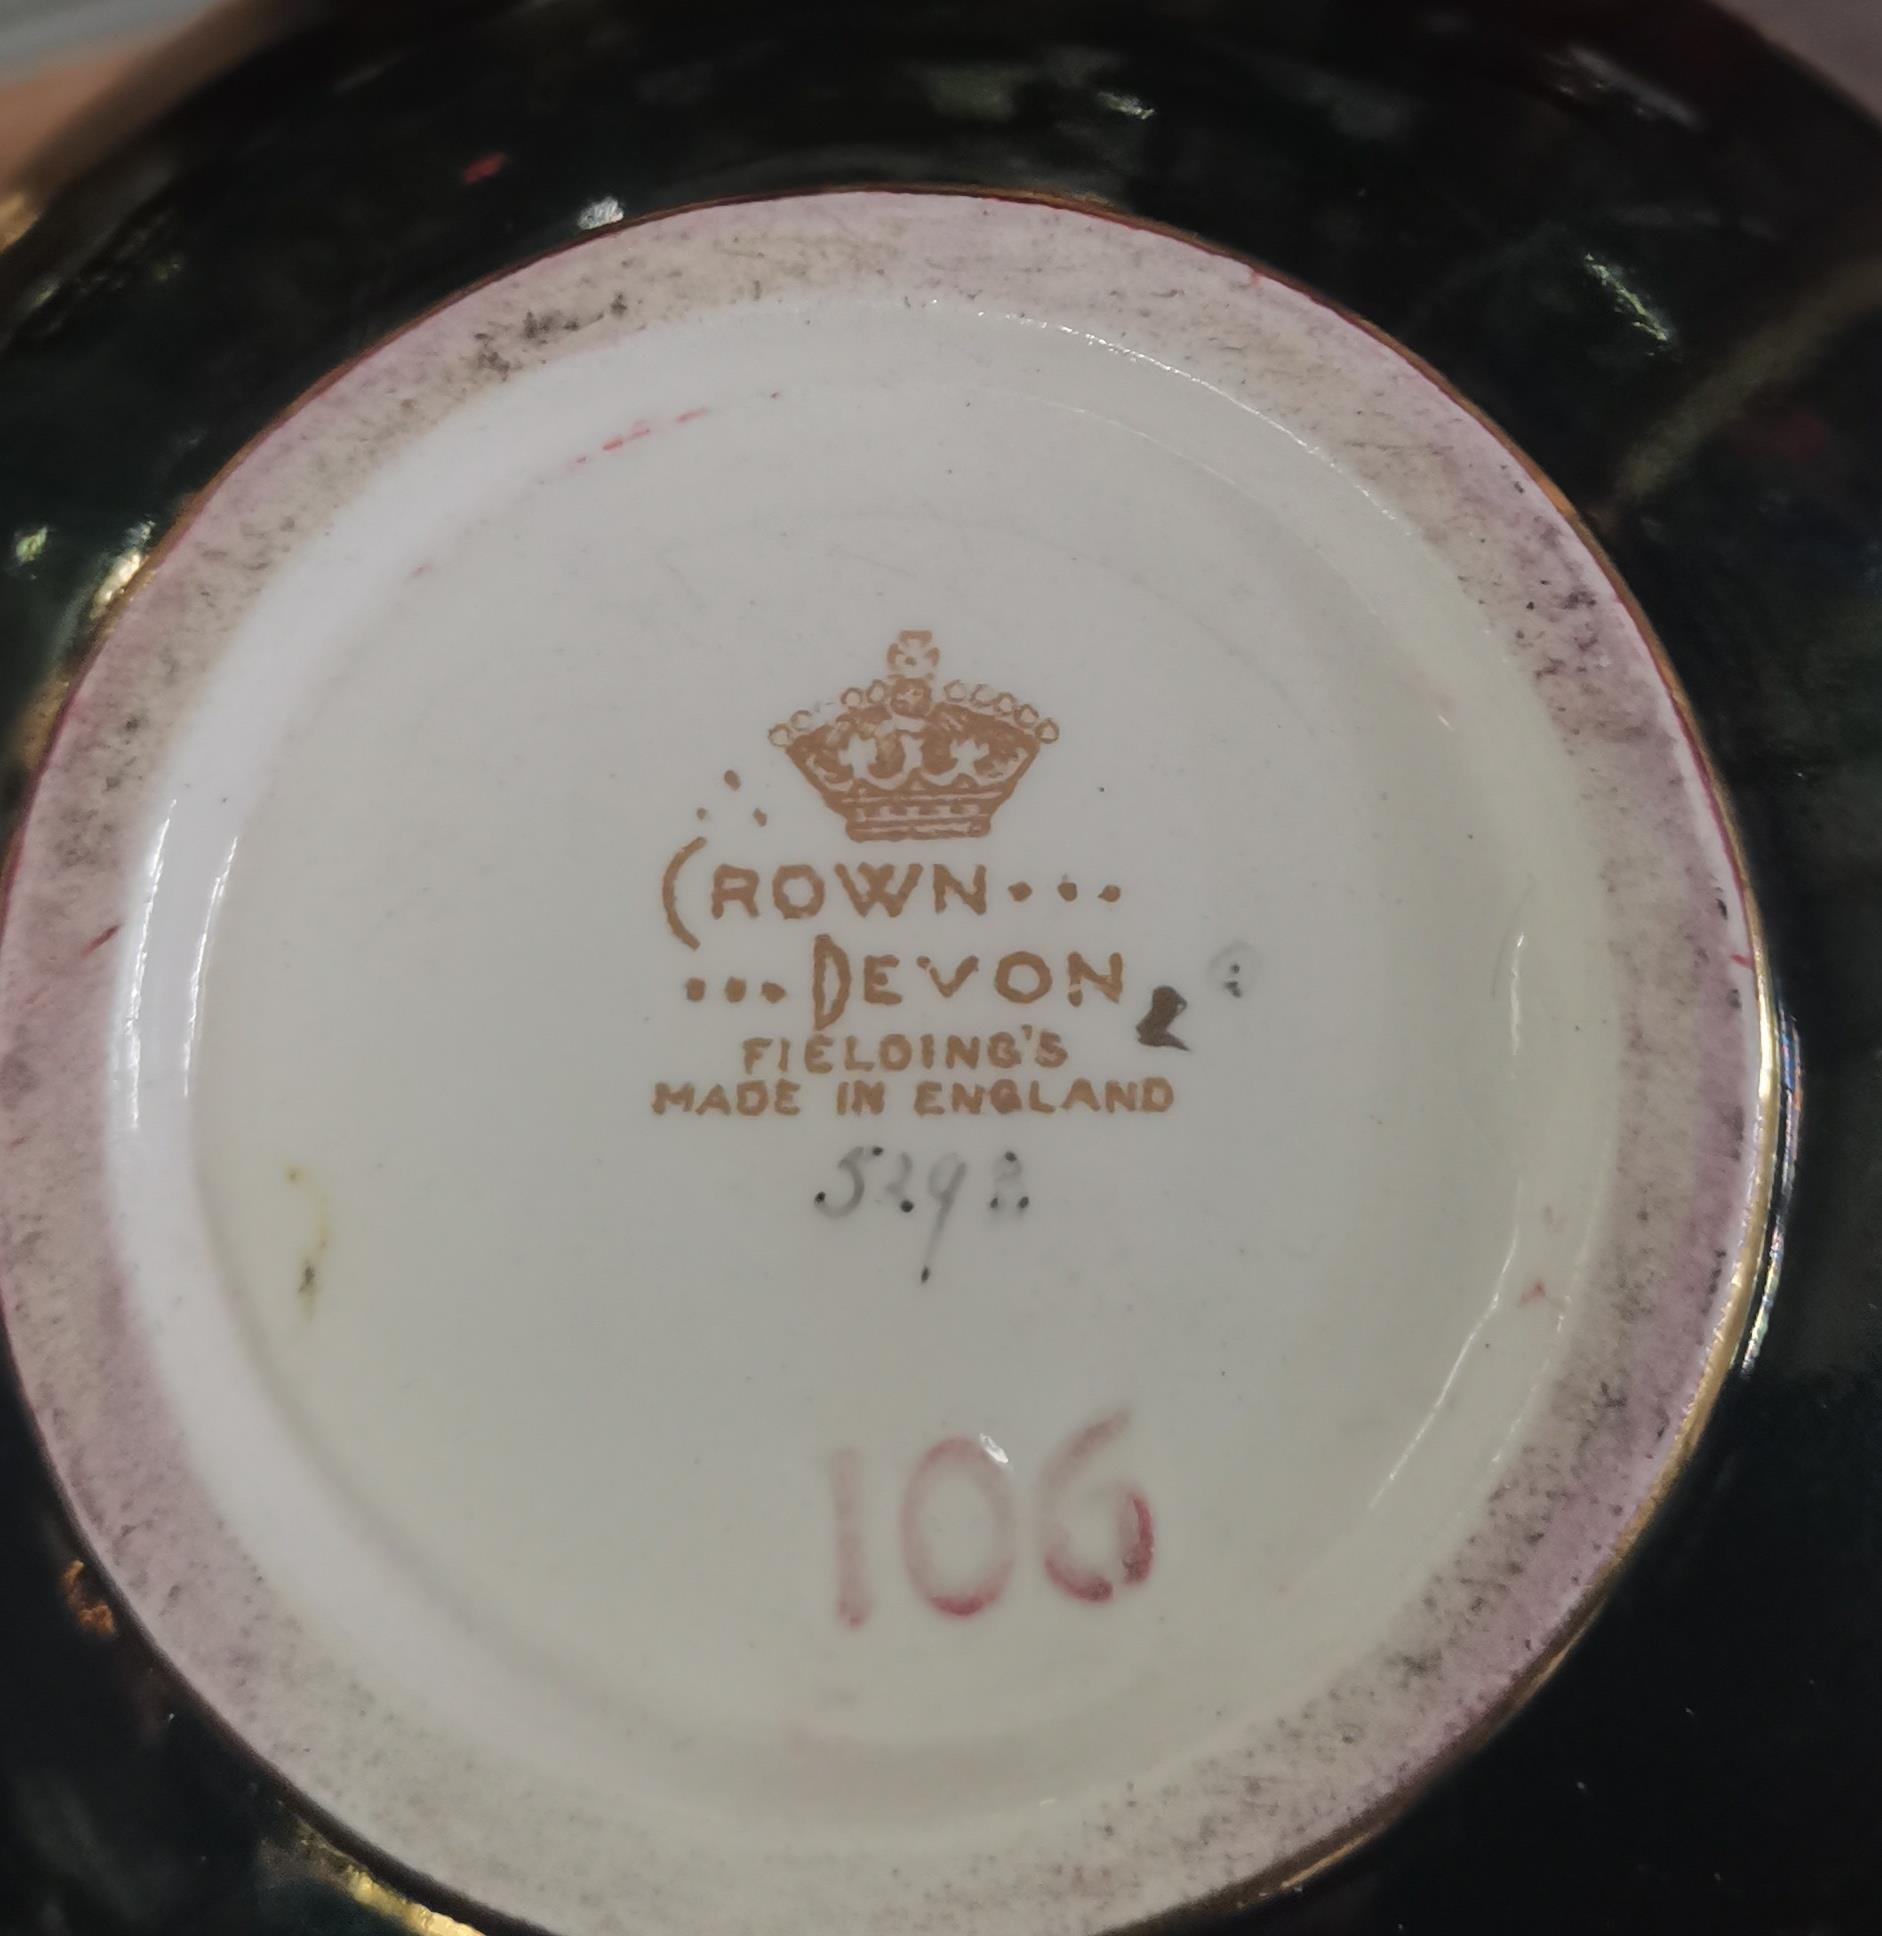 CROWN...
...DEVON
FIELDING'S
MADE IN ENGLAND
106